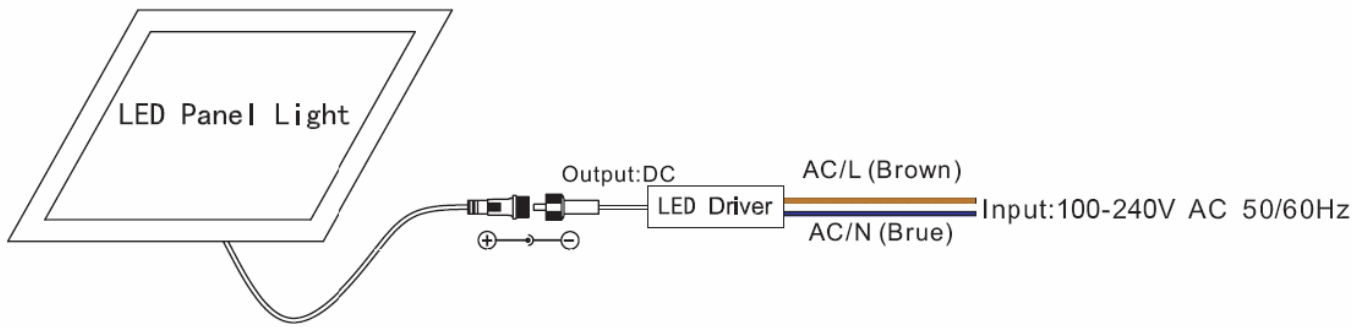 LED Panel Light
Output:DC
LED Driver
AC/L (Brown)
AC/N (Brue)
Input:100-240V AC 50/60Hz